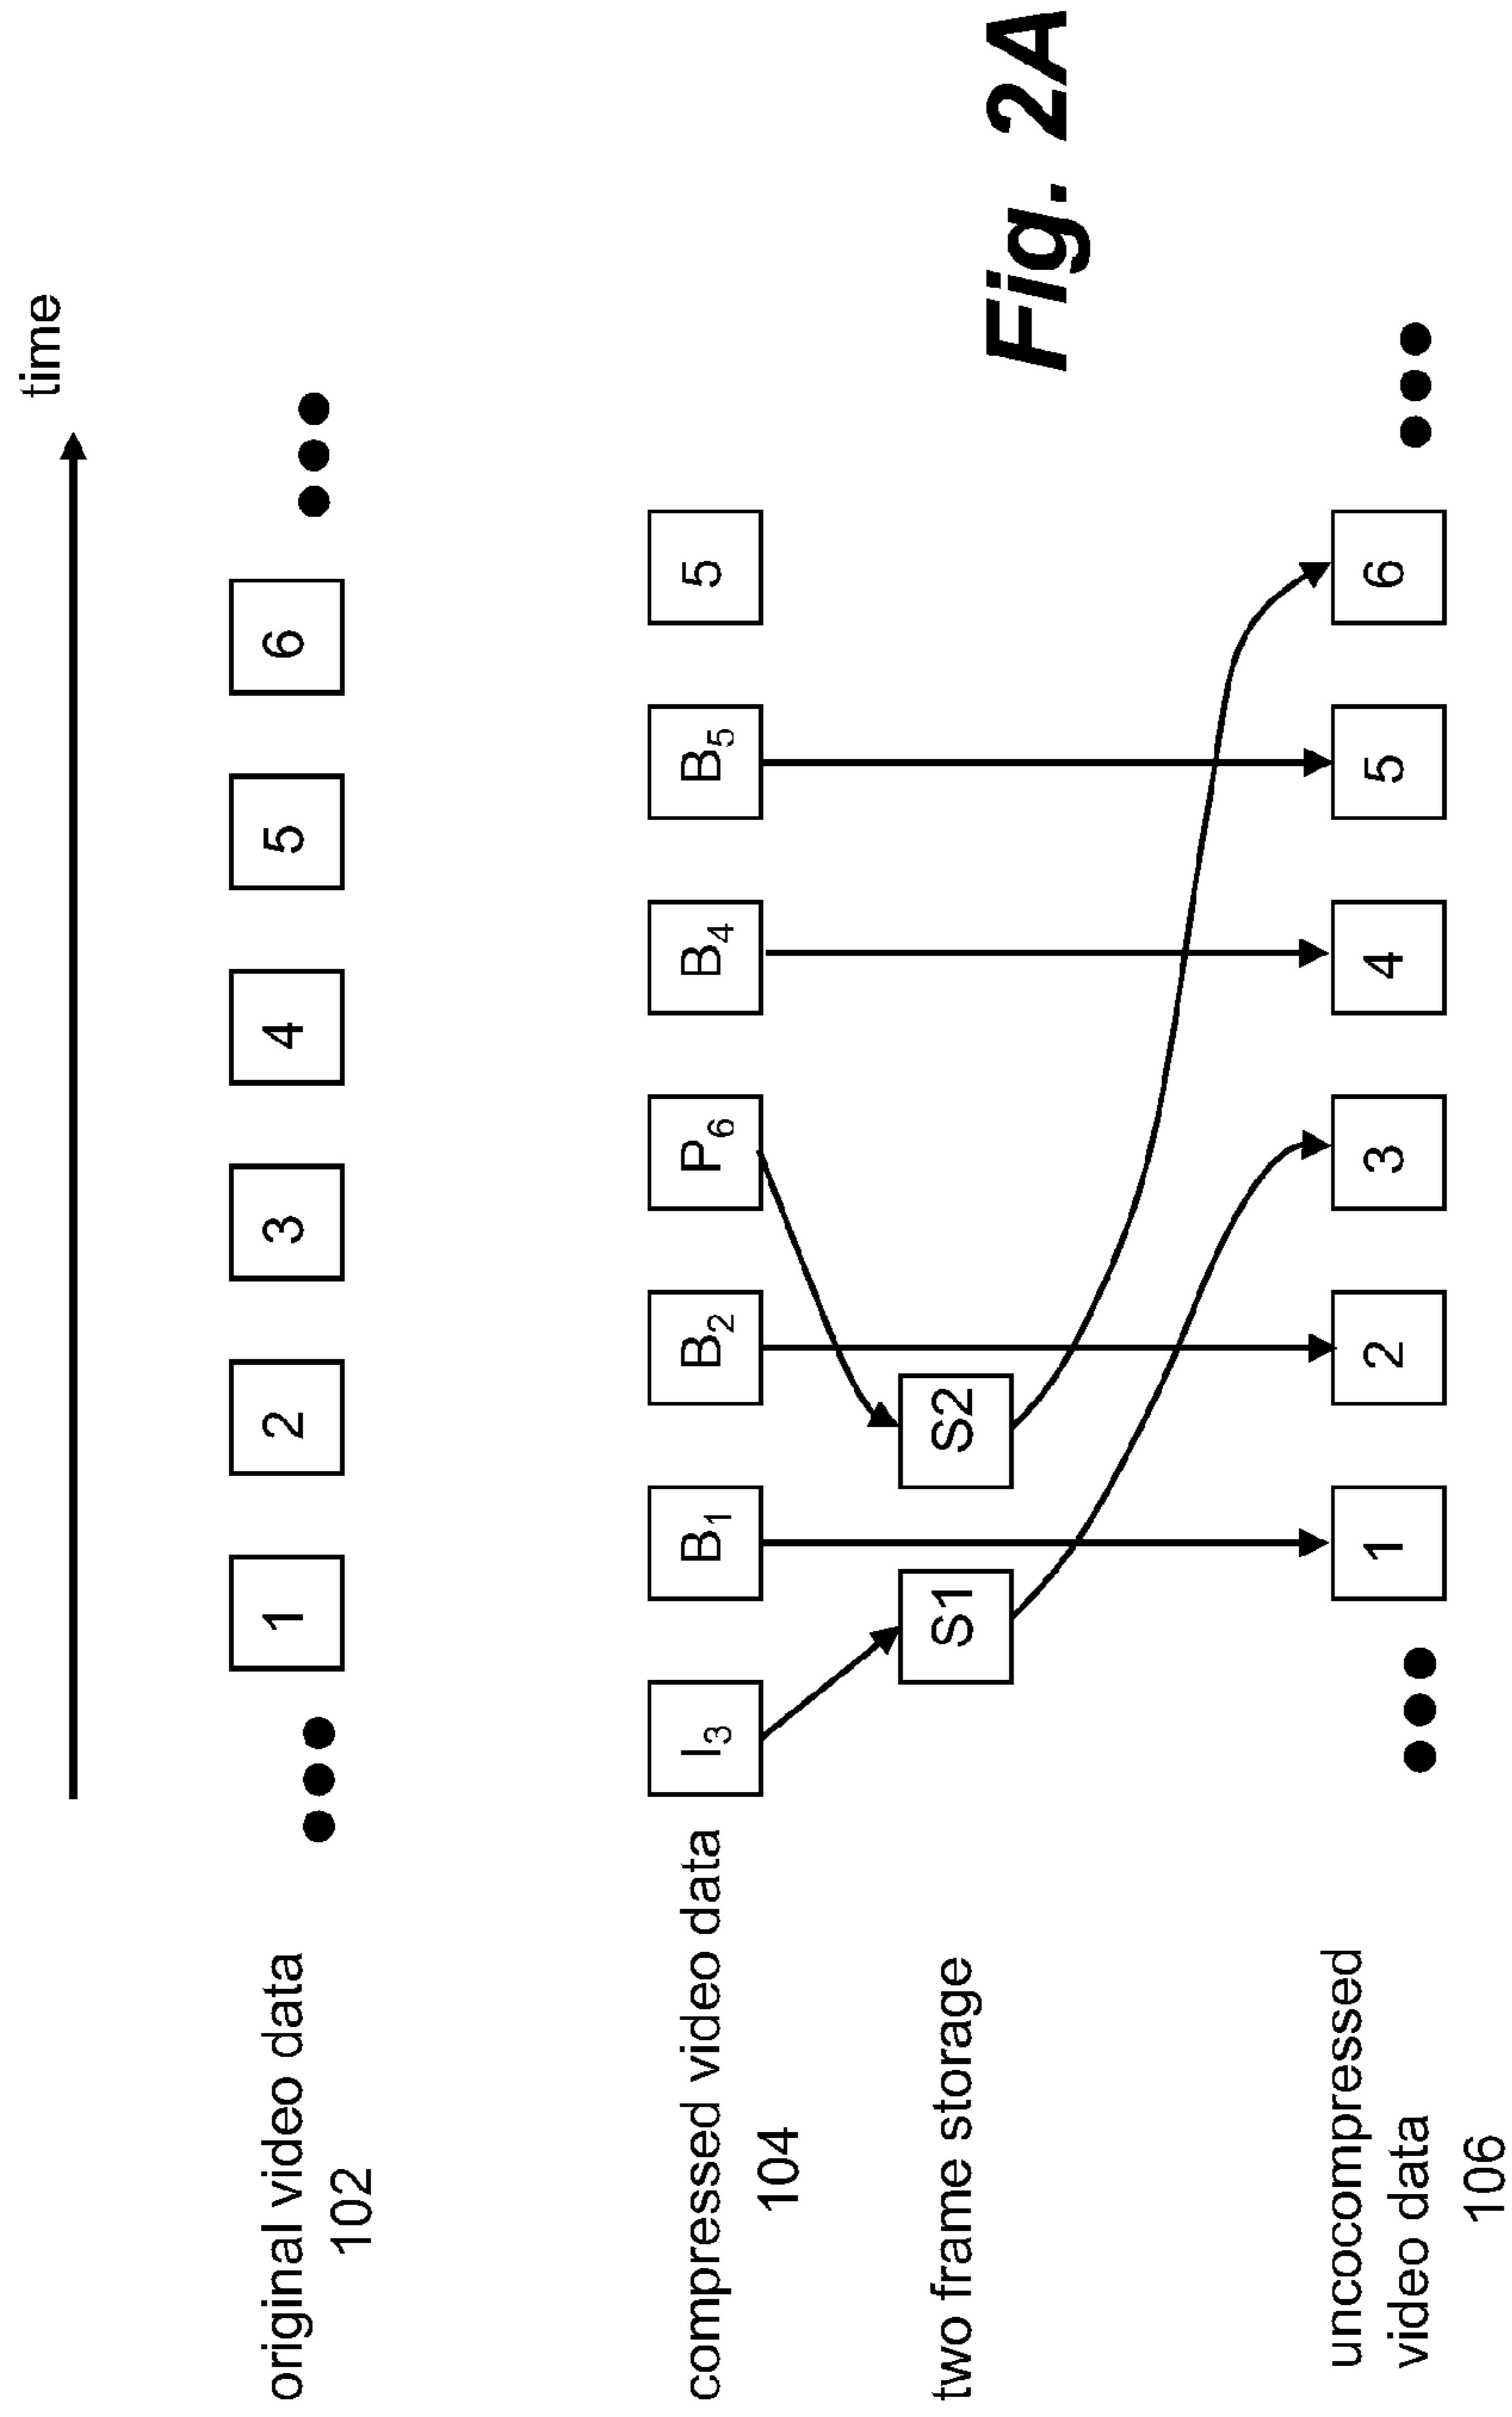 time
original video data
102
1 2 3 4 5 6
compressed video data
104
I3 B1 B2 P6 B4 B5 5
two frame storage
S1 S2
uncocompressed
video data
106
1 2 3 4 5 6
Fig. 2A